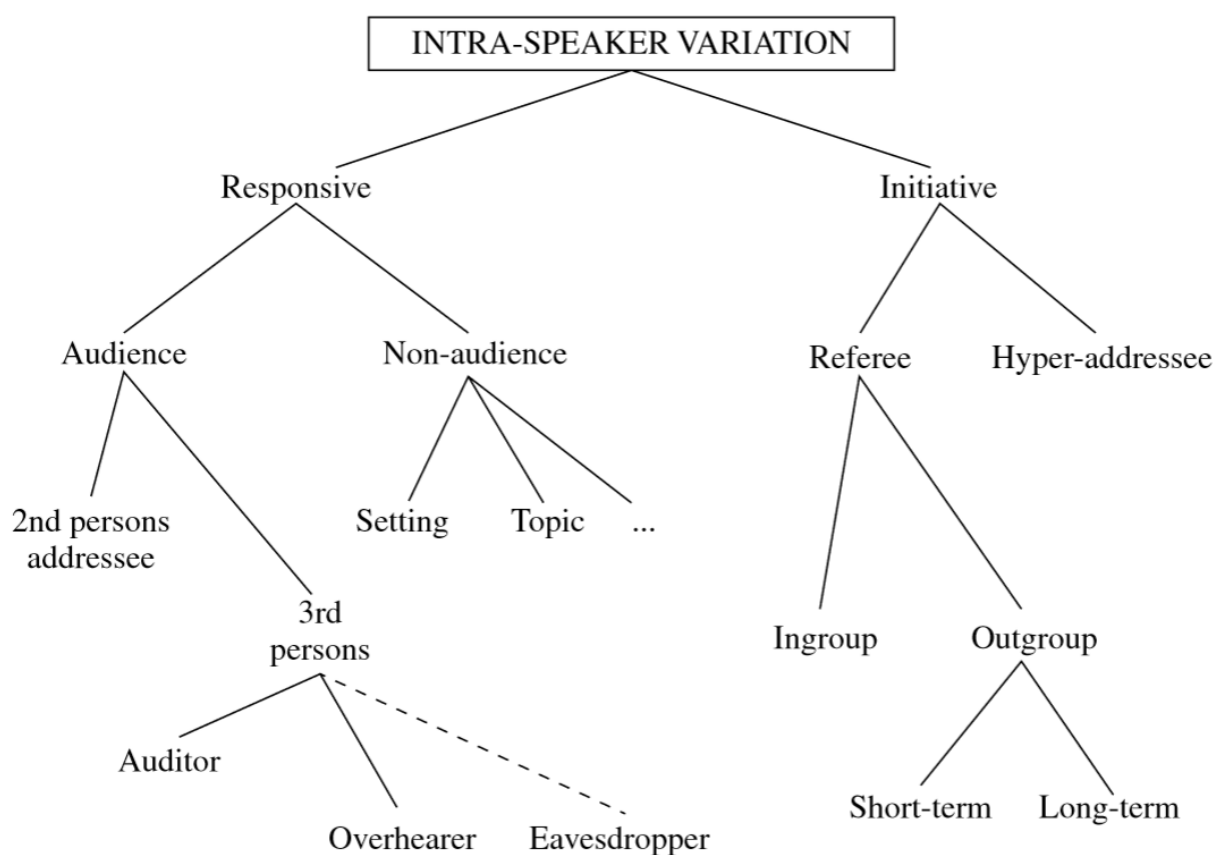 INTRA-SPEAKER VARIATION
Responsive
Initiative
Audience
Non-audience
Referee
Hyper-addressee
2nd persons
addressee
Setting
Topic
...
3rd
persons
Ingroup
Outgroup
Auditor
Overhearer
Eavesdropper
Short-term
Long-term